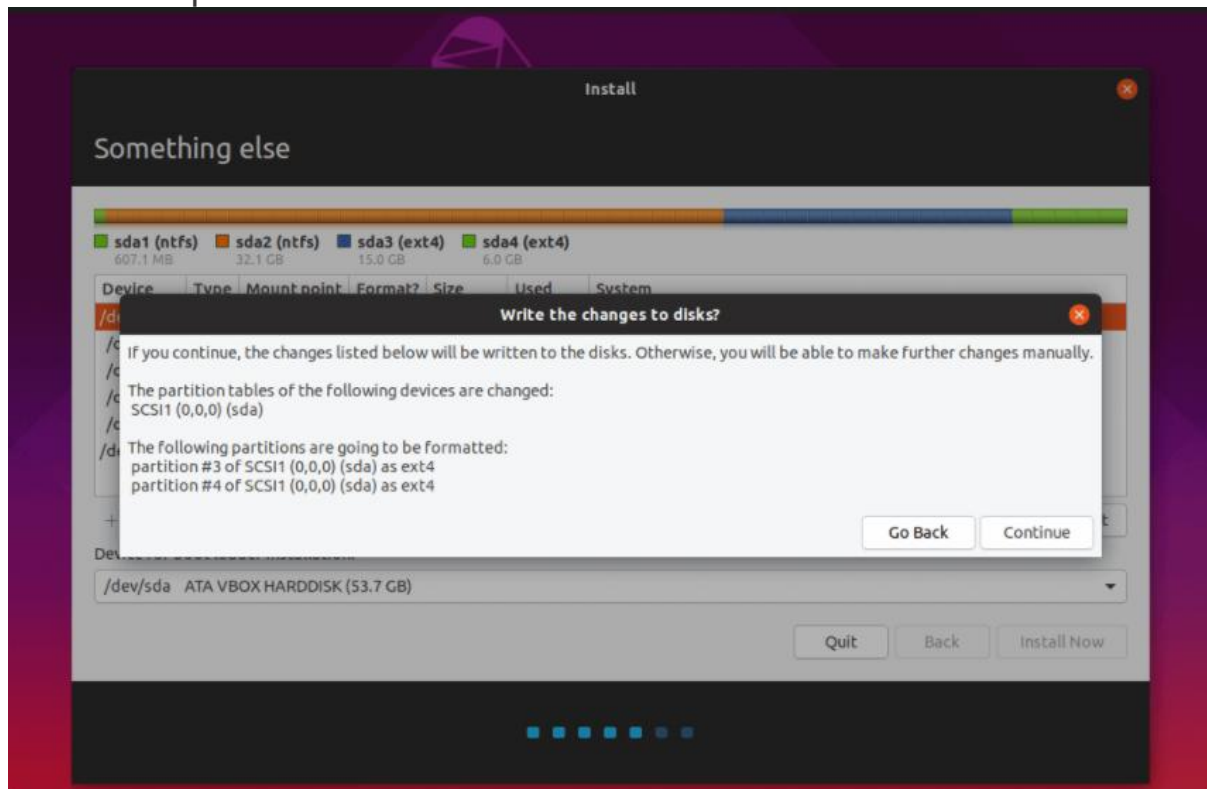 Install
Something else
sda1 (ntfs) sda2 (ntfs) sda3 (ext4) sda4 (ext4)
607.1 MB 32.1 GB 15.0 GB 6.0 GB
Device Type Mount point Format? Size Used System
Write the changes to disks?
If you continue, the changes listed below will be written to the disks. Otherwise, you will be able to make further changes manually.
The partition tables of the following devices are changed:
SCSI1 (0,0,0) (sda)
The following partitions are going to be formatted:
partition #3 of SCSI1 (0,0,0) (sda) as ext4
partition #4 of SCSI1 (0,0,0) (sda) as ext4
Go Back Continue
/dev/sda ATA VBOX HARDDISK (53.7 GB)
Quit Back Install Now